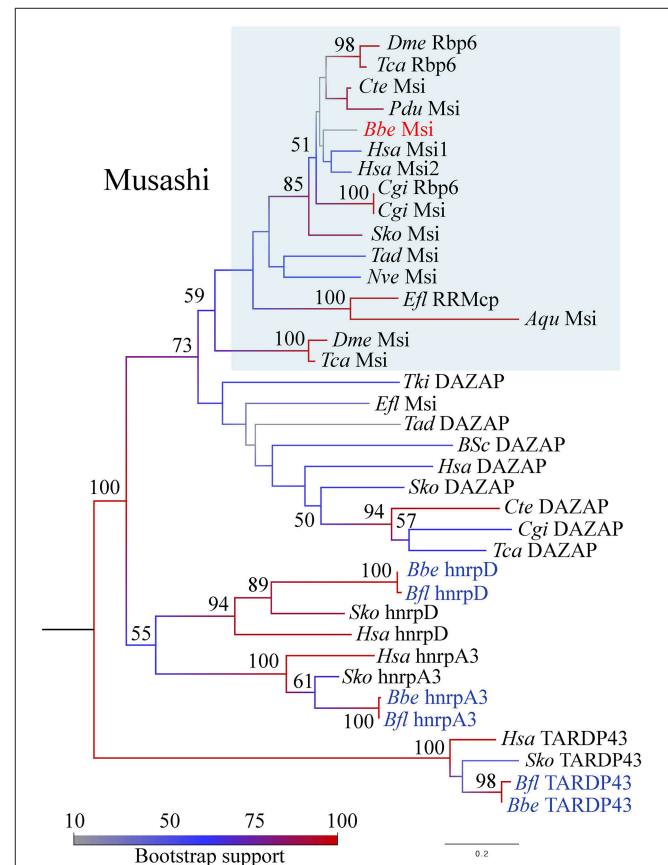 98
Dme Rbp6
Tca Rbp6
Cte Msi
Pdu Msi
Bbe Msi
51
Hsa Msi1
Hsa Msi2
Musashi
85
100
Cgi Rbp6
Cgi Msi
Sko Msi
Tad Msi
Nve Msi
59
100
Efl RRMcp
Aqu Msi
100
Dme Msi
Tca Msi
73
Tki DAZAP
Efl Msi
Tad DAZAP
BSc DAZAP
Hsa DAZAP
100
Sko DAZAP
50
94
Cte DAZAP
57
Cgi DAZAP
Tca DAZAP
100
Bbe hnrpD
Bfl hnrpD
89
94
Sko hnrpD
55
Hsa hnrpD
100
Hsa hnrpA3
61
Sko hnrpA3
Bbe hnrpA3
100
Bfl hnrpA3
100
Hsa TARDP43
Sko TARDP43
98
Bfl TARDP43
Bbe TARDP43
10 50 75 100
Bootstrap support
0.2